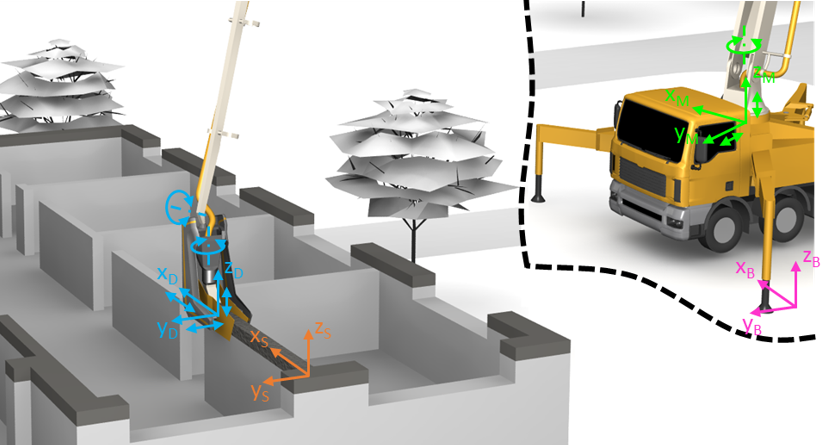 z_M
x_M
y_M
z_D
x_D
y_D
z_B
x_B
y_B
z_S
x_S
y_S